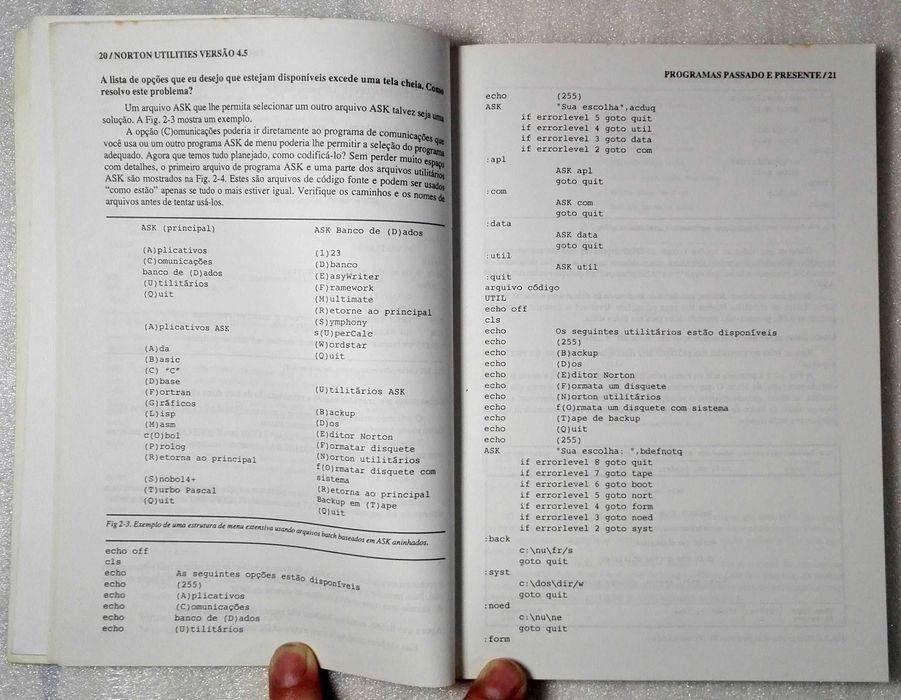 20 / NORTON UTILITIES VERSÃO 4.5
A lista de opções que eu desejo que estejam disponíveis excede uma tela cheia. Como
resolvo este problema?
Um arquivo ASK que lhe permita selecionar um outro arquivo ASK talvez seja uma
solução. A Fig. 2-3 mostra um exemplo.
A opção (C)omunicações poderia ir diretamente ao programa de comunicações que
você usa ou um outro programa ASK de menu poderia lhe permitir a seleção do programa
adequado. Agora que temos tudo planejado, como codificá-lo? Sem perder muito espaço
com detalhes, o primeiro arquivo de programa ASK e uma parte dos arquivos utilitários
ASK são mostrados na Fig. 2-4. Estes são arquivos de código fonte e podem ser usados
"como estão" apenas se tudo o mais estiver igual. Verifique os caminhos e os nomes de
arquivos antes de tentar usá-los.
ASK (principal)
(A)plicativos
(C)omunicações
banco de (D)ados
(U)tilitários
(Q)uit
(A)plicativos ASK
(A)da
(B)asic
(C) "C"
(D)base
(F)ortran
(G)ráficos
(L)isp
(M)asm
c(O)bol
(P)rolog
(R)etorna ao principal
(S)nobol4+
(T)urbo Pascal
(Q)uit
ASK Banco de (D)ados
(1)23
(D)banco
(E)asyWriter
(F)ramework
(M)ultimate
(R)etorne ao principal
(S)ymphony
s(U)perCalc
(W)ordstar
(Q)uit
(U)tilitários ASK
(B)ackup
(D)os
(E)ditor Norton
(F)ormatar disquete
(N)orton utilitários
f(O)rmatar disquete com
sistema
(R)etorna ao principal
Backup em (T)ape
(Q)uit
Fig 2-3. Exemplo de uma estrutura de menu extensiva usando arquivos batch baseados em ASK aninhados.
echo off
cls
echo As seguintes opções estão disponíveis
echo (255)
echo (A)plicativos
echo (C)omunicações
echo banco de (D)ados
echo (U)tilitários
PROGRAMAS PASSADO E PRESENTE / 21
echo (255)
ASK "Sua escolha",acduq
if errorlevel 5 goto quit
if errorlevel 4 goto util
if errorlevel 3 goto data
if errorlevel 2 goto com
:apl
ASK apl
goto quit
:com
ASK com
goto quit
:data
ASK data
goto quit
:util
ASK util
:quit
arquivo código
UTIL
echo off
cls
echo Os seguintes utilitários estão disponíveis
echo (255)
echo (B)ackup
echo (D)os
echo (E)ditor Norton
echo (F)ormata um disquete
echo (N)orton utilitários
echo f(O)rmata um disquete com sistema
echo (T)ape de backup
echo (Q)uit
echo (255)
ASK "Sua escolha: ",bdefnotq
if errorlevel 8 goto quit
if errorlevel 7 goto tape
if errorlevel 6 goto boot
if errorlevel 5 goto nort
if errorlevel 4 goto form
if errorlevel 3 goto noed
if errorlevel 2 goto syst
:back
c:\nu\fr/s
goto quit
:syst
c:\dos\dir/w
goto quit
:noed
c:\nu\ne
goto quit
:form